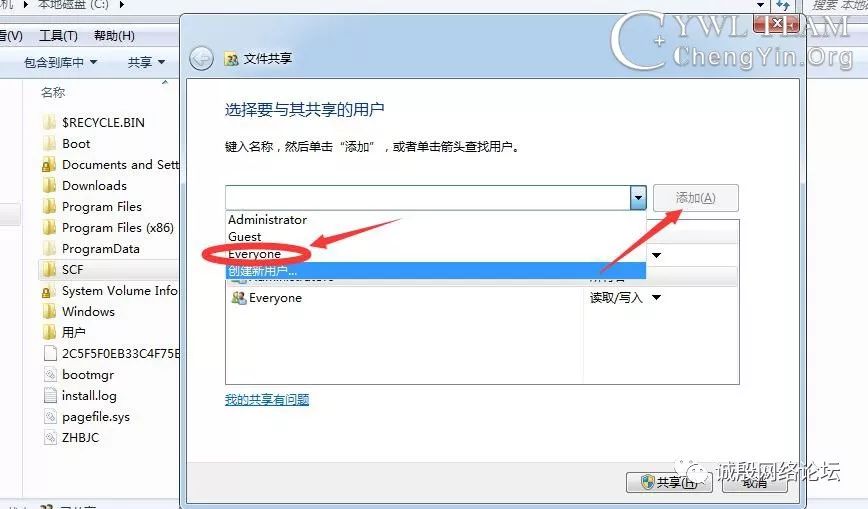 本地磁盘 (C:)
搜索 本地
看(V) 工具(T) 帮助(H)
包含到库中 共享
名称
$RECYCLE.BIN
Boot
Documents and Sett
Downloads
Program Files
Program Files (x86)
ProgramData
SCF
System Volume Info
Windows
用户
2C5F5F0EB33C4F75E
bootmgr
install.log
pagefile.sys
ZHBJC
文件共享
选择要与其共享的用户
键入名称，然后单击“添加”，或者单击箭头查找用户。
添加(A)
Administrator
Guest
Everyone
创建新用户...
Everyone 读取/写入
我的共享有问题
共享(H) 取消
CYWL TEAM
ChengYin.Org
诚殷网络论坛